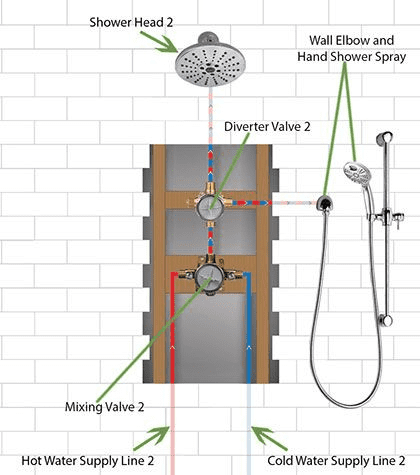 Shower Head 2
Wall Elbow and
Hand Shower Spray
Diverter Valve 2
Mixing Valve 2
Hot Water Supply Line 2
Cold Water Supply Line 2